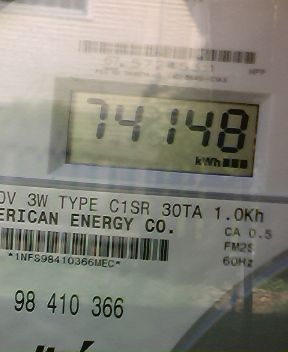 74148
kWh
0V 3W TYPE C1SR 30TA 1.0Kh
ERICAN ENERGY CO.
CA 0.5
FM2S
*1NFS98410366MEC*
60Hz
98 410 366